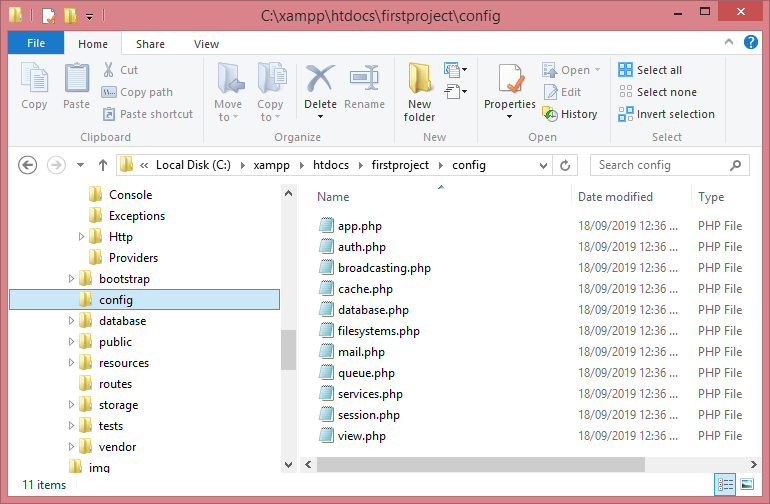 C:\xampp\htdocs\firstproject\config
File Home Share View
Copy Paste Cut Copy path Paste shortcut Clipboard
Move to Copy to Delete Rename Organize
New folder New
Properties Open Edit History Open
Select all Select none Invert selection Select
Local Disk (C:) xampp htdocs firstproject config Search config
Console
Exceptions
Http
Providers
bootstrap
config
database
public
resources
routes
storage
tests
vendor
img
Name Date modified Type
app.php 18/09/2019 12:36 ... PHP File
auth.php 18/09/2019 12:36 ... PHP File
broadcasting.php 18/09/2019 12:36 ... PHP File
cache.php 18/09/2019 12:36 ... PHP File
database.php 18/09/2019 12:36 ... PHP File
filesystems.php 18/09/2019 12:36 ... PHP File
mail.php 18/09/2019 12:36 ... PHP File
queue.php 18/09/2019 12:36 ... PHP File
services.php 18/09/2019 12:36 ... PHP File
session.php 18/09/2019 12:36 ... PHP File
view.php 18/09/2019 12:36 ... PHP File
11 items